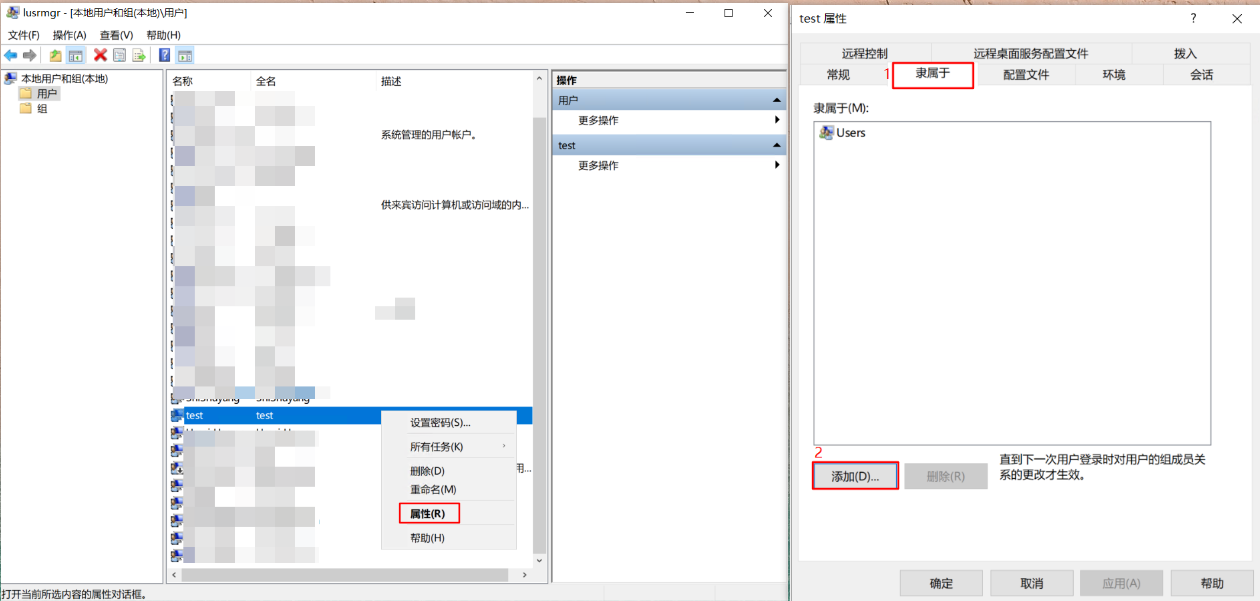 lusrmgr - [本地用户和组(本地)\用户]
文件(F) 操作(A) 查看(V) 帮助(H)
本地用户和组(本地)
用户
组
名称 全名 描述
系统管理的用户帐户。
供来宾访问计算机或访问域的内...
test test
用...
设置密码(S)...
所有任务(K)
删除(D)
重命名(M)
属性(R)
帮助(H)
操作
用户
更多操作
test
更多操作
打开当前所选内容的属性对话框。
test 属性
远程控制 远程桌面服务配置文件 拨入
常规 1 隶属于 配置文件 环境 会话
隶属于(M):
Users
2
添加(D)... 删除(R)
直到下一次用户登录时对用户的组成员关
系的更改才生效。
确定 取消 应用(A) 帮助